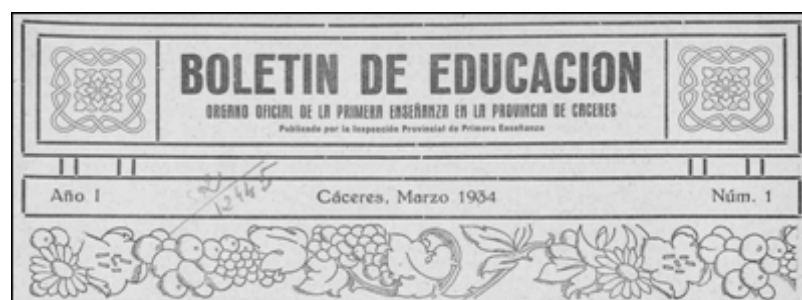 BOLETIN DE EDUCACION
ORGANO OFICIAL DE LA PRIMERA ENSEÑANZA EN LA PROVINCIA DE CACERES
Publicado por la Inspección Provincial de Primera Enseñanza
Año I Cáceres, Marzo 1934 Núm. 1
12445